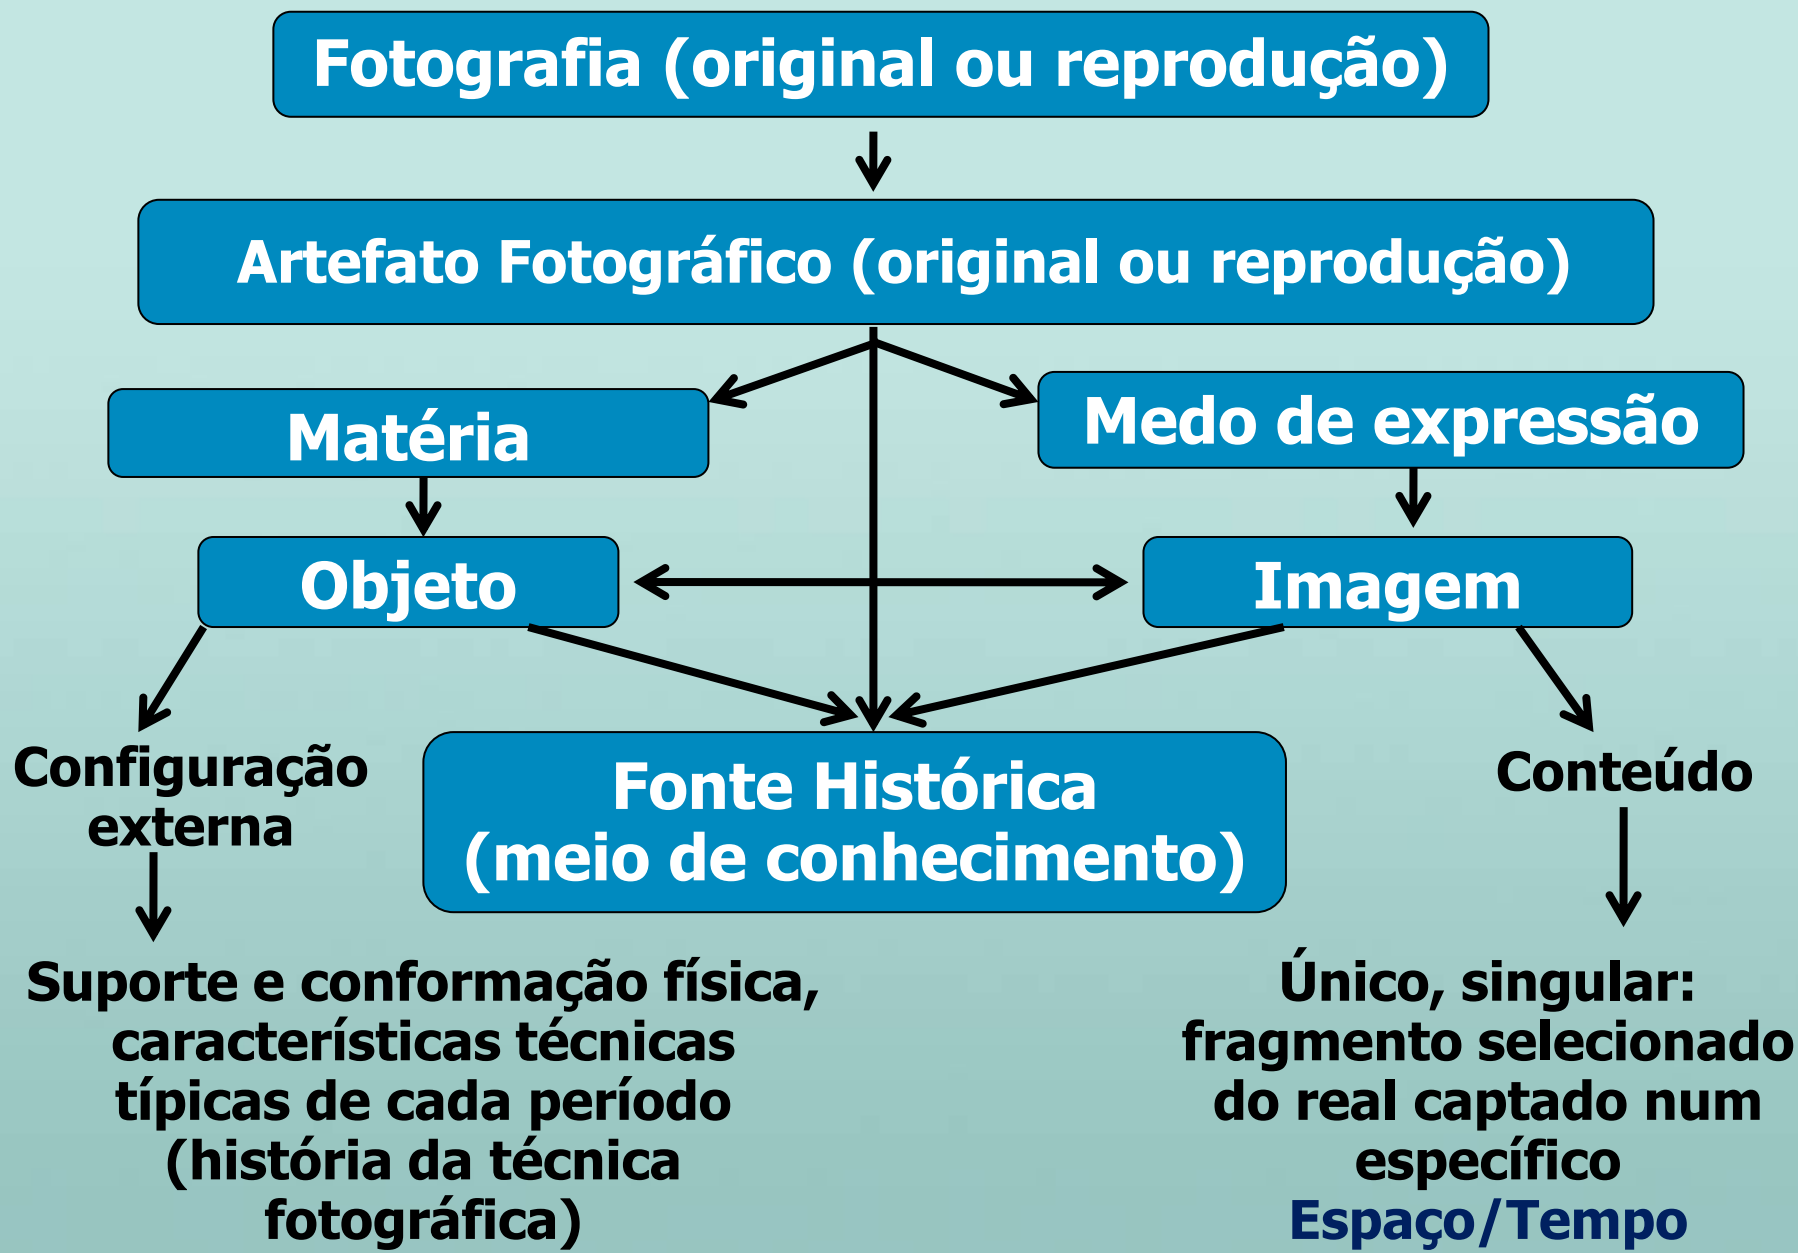 Fotografia (original ou reprodução)
Artefato Fotográfico (original ou reprodução)
Matéria
Medo de expressão
Objeto
Imagem
Configuração
externa
Fonte Histórica
(meio de conhecimento)
Conteúdo
Suporte e conformação física,
características técnicas
típicas de cada período
(história da técnica
fotográfica)
Único, singular:
fragmento selecionado
do real captado num
específico
Espaço/Tempo